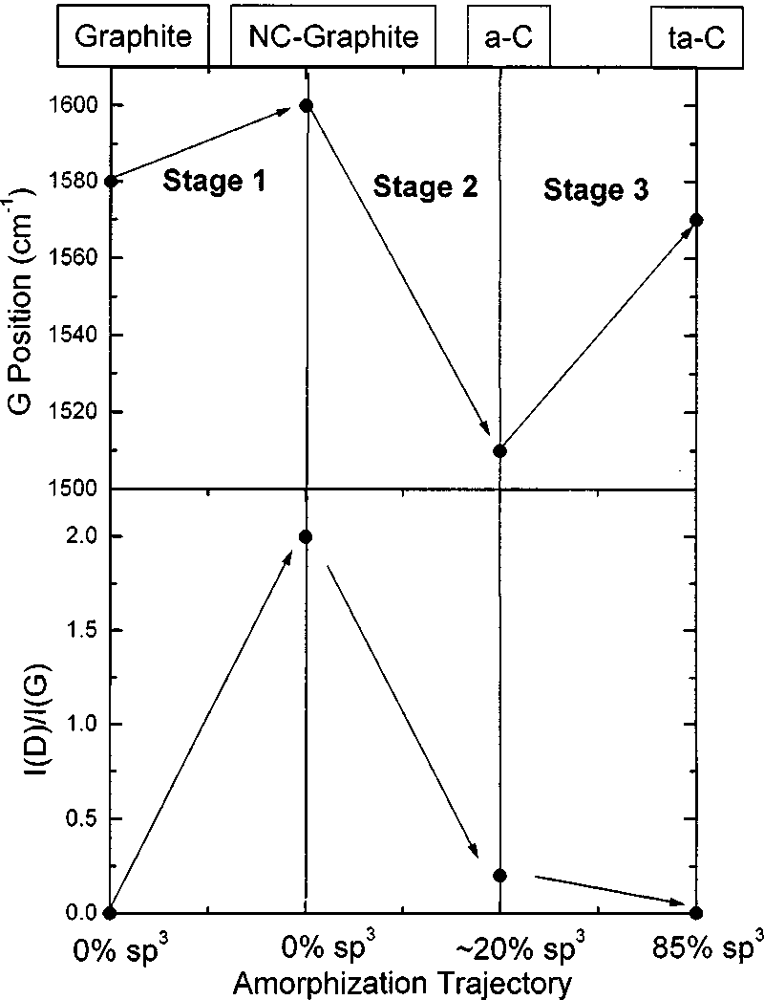 Graphite NC-Graphite a-C ta-C
1600
1580
1560
1540
1520
1500
G Position (cm⁻¹)
Stage 1 Stage 2 Stage 3
2.0
1.5
1.0
0.5
0.0
I(D)/I(G)
0% sp³ 0% sp³ ~20% sp³ 85% sp³
Amorphization Trajectory